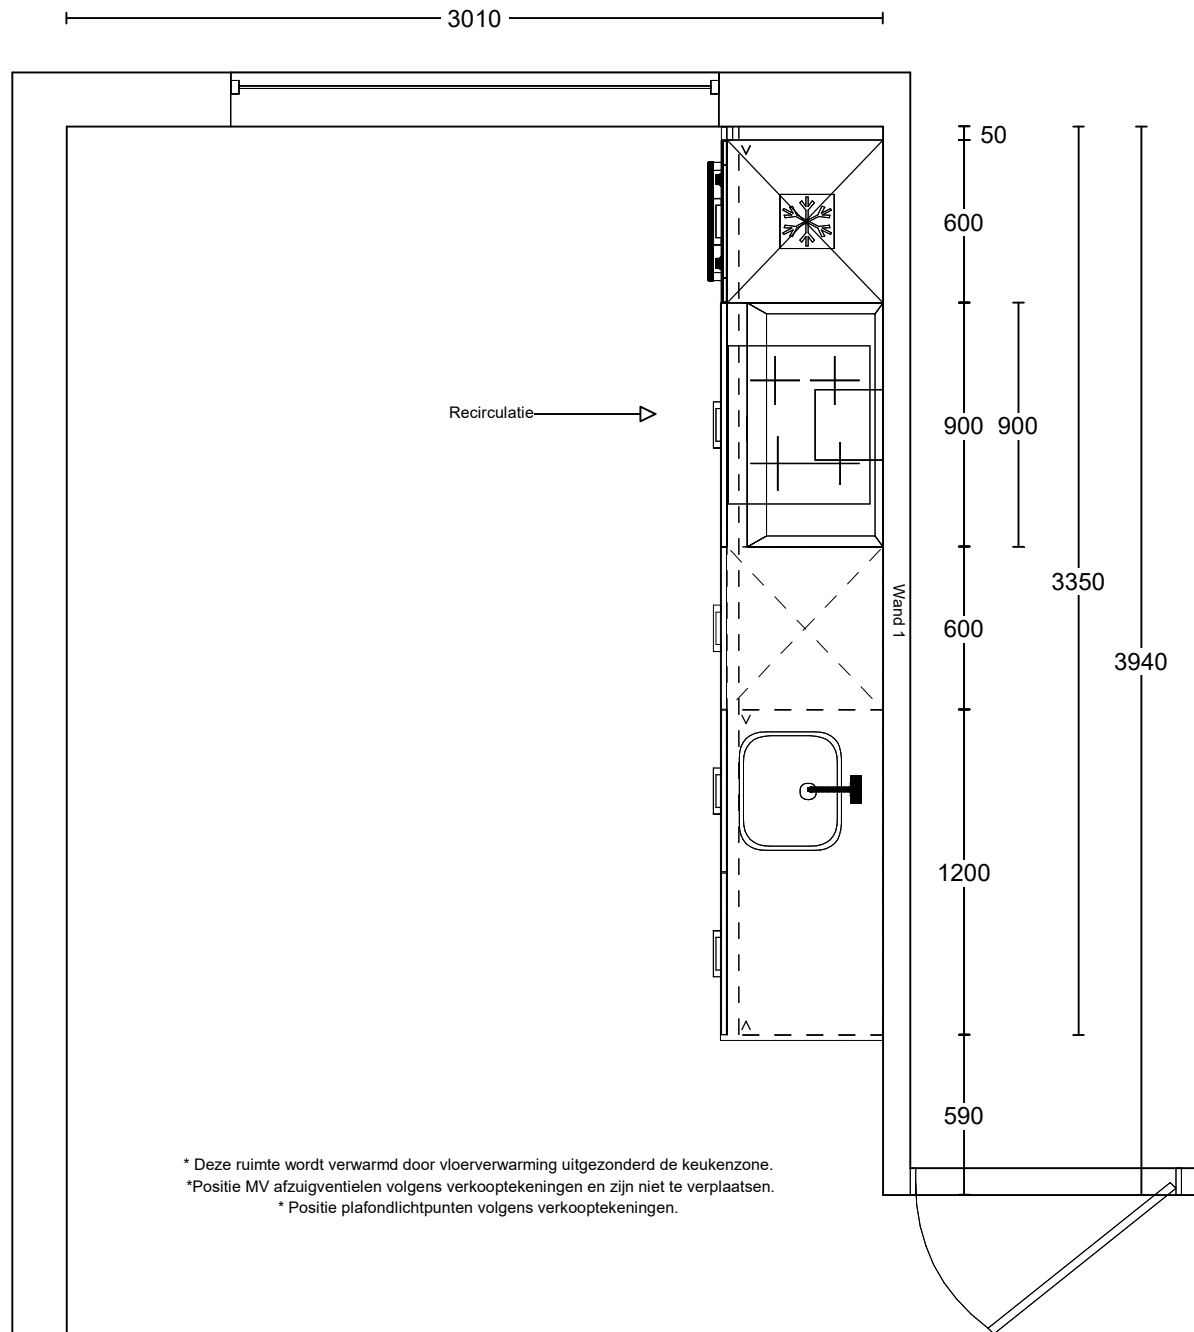 3010
50
600
Recirculatie
900 900
3350
Wand 1
600
3940
1200
590
* Deze ruimte wordt verwarmd door vloerverwarming uitgezonderd de keukenzone.
*Positie MV afzuigventielen volgens verkooptekeningen en zijn niet te verplaatsen.
* Positie plafondlichtpunten volgens verkooptekeningen.